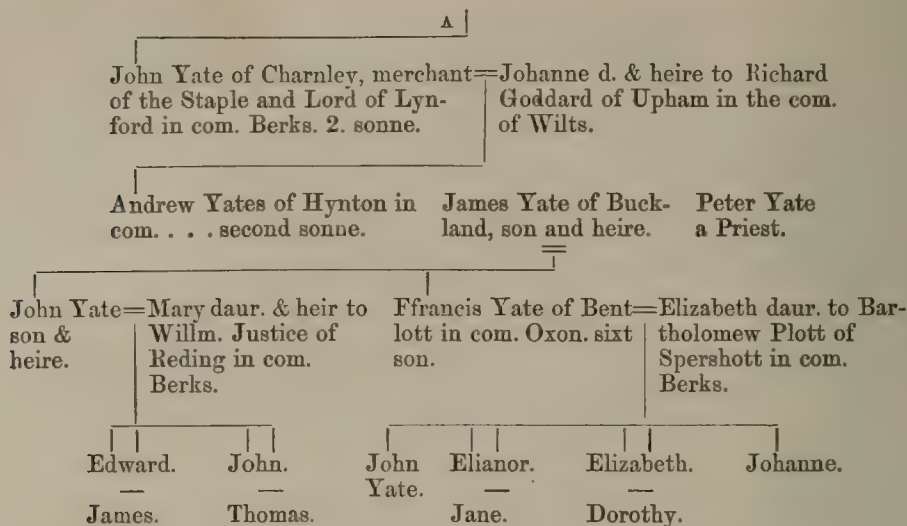 A
John Yate of Charnley, merchant=Johanne d. & heire to Richard
of the Staple and Lord of Lyn- Goddard of Upham in the com.
ford in com. Berks. 2. sonne. of Wilts.
Andrew Yates of Hynton in James Yate of Buck- Peter Yate
com. . . . second sonne. land, son and heire. a Priest.
John Yate=Mary daur. & heir to Ffrancis Yate of Bent=Elizabeth daur. to Bar-
son & Willm. Justice of lott in com. Oxon. sixt tholomew Plott of
heire. Reding in com. son. Spershott in com.
Berks. Berks.
Edward. John. John Elianor. Elizabeth. Johanne.
— — Yate. — —
James. Thomas. Jane. Dorothy.